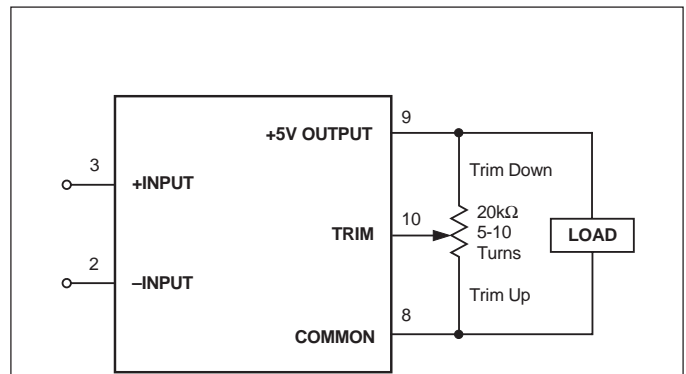 9
+5V OUTPUT
Trim Down
3
+INPUT
10
20kΩ
5-10
Turns
TRIM
LOAD
2
–INPUT
Trim Up
8
COMMON